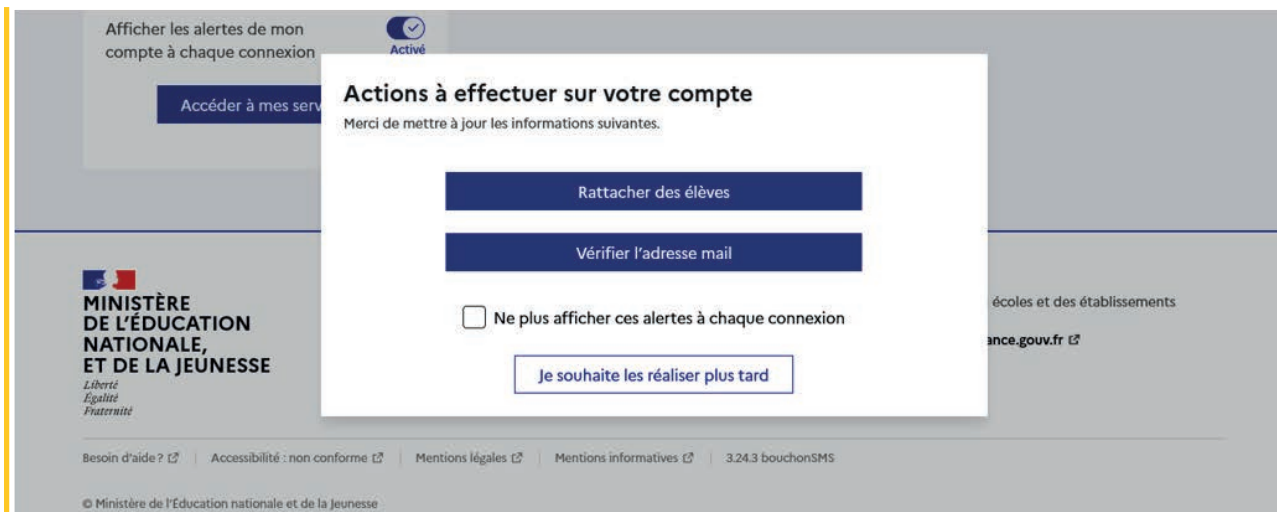 Afficher les alertes de mon
compte à chaque connexion
Activé
Accéder à mes serv
Actions à effectuer sur votre compte
Merci de mettre à jour les informations suivantes.
Rattacher des élèves
Vérifier l'adresse mail
Ne plus afficher ces alertes à chaque connexion
Je souhaite les réaliser plus tard
MINISTÈRE
DE L'ÉDUCATION
NATIONALE,
ET DE LA JEUNESSE
Liberté
Égalité
Fraternité
écoles et des établissements
ance.gouv.fr
Besoin d'aide ? | Accessibilité : non conforme | Mentions légales | Mentions informatives | 3.24.3 bouchonSMS
© Ministère de l'Éducation nationale et de la Jeunesse